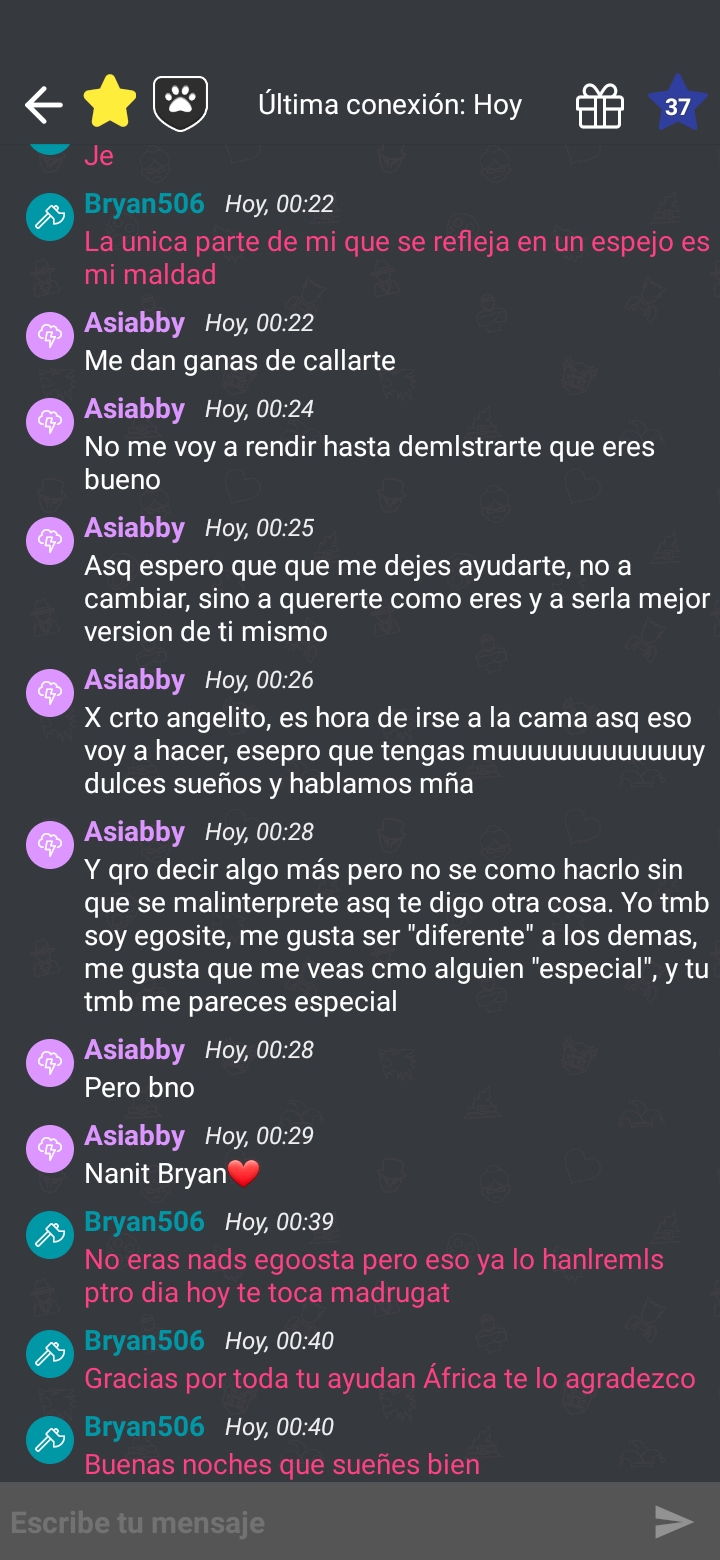 Última conexión: Hoy
37
Je
Bryan506 Hoy, 00:22
La unica parte de mi que se refleja en un espejo es
mi maldad
Asiabby Hoy, 00:22
Me dan ganas de callarte
Asiabby Hoy, 00:24
No me voy a rendir hasta demlstrarte que eres
bueno
Asiabby Hoy, 00:25
Asq espero que que me dejes ayudarte, no a
cambiar, sino a quererte como eres y a serla mejor
version de ti mismo
Asiabby Hoy, 00:26
X crto angelito, es hora de irse a la cama asq eso
voy a hacer, esepro que tengas muuuuuuuuuuuuuy
dulces sueños y hablamos mña
Asiabby Hoy, 00:28
Y qro decir algo más pero no se como hacrlo sin
que se malinterprete asq te digo otra cosa. Yo tmb
soy egosite, me gusta ser "diferente" a los demas,
me gusta que me veas cmo alguien "especial", y tu
tmb me pareces especial
Asiabby Hoy, 00:28
Pero bno
Asiabby Hoy, 00:29
Nanit Bryan❤️
Bryan506 Hoy, 00:39
No eras nads egoosta pero eso ya lo hanlremls
ptro dia hoy te toca madrugat
Bryan506 Hoy, 00:40
Gracias por toda tu ayudan África te lo agradezco
Bryan506 Hoy, 00:40
Buenas noches que sueñes bien
Escribe tu mensaje